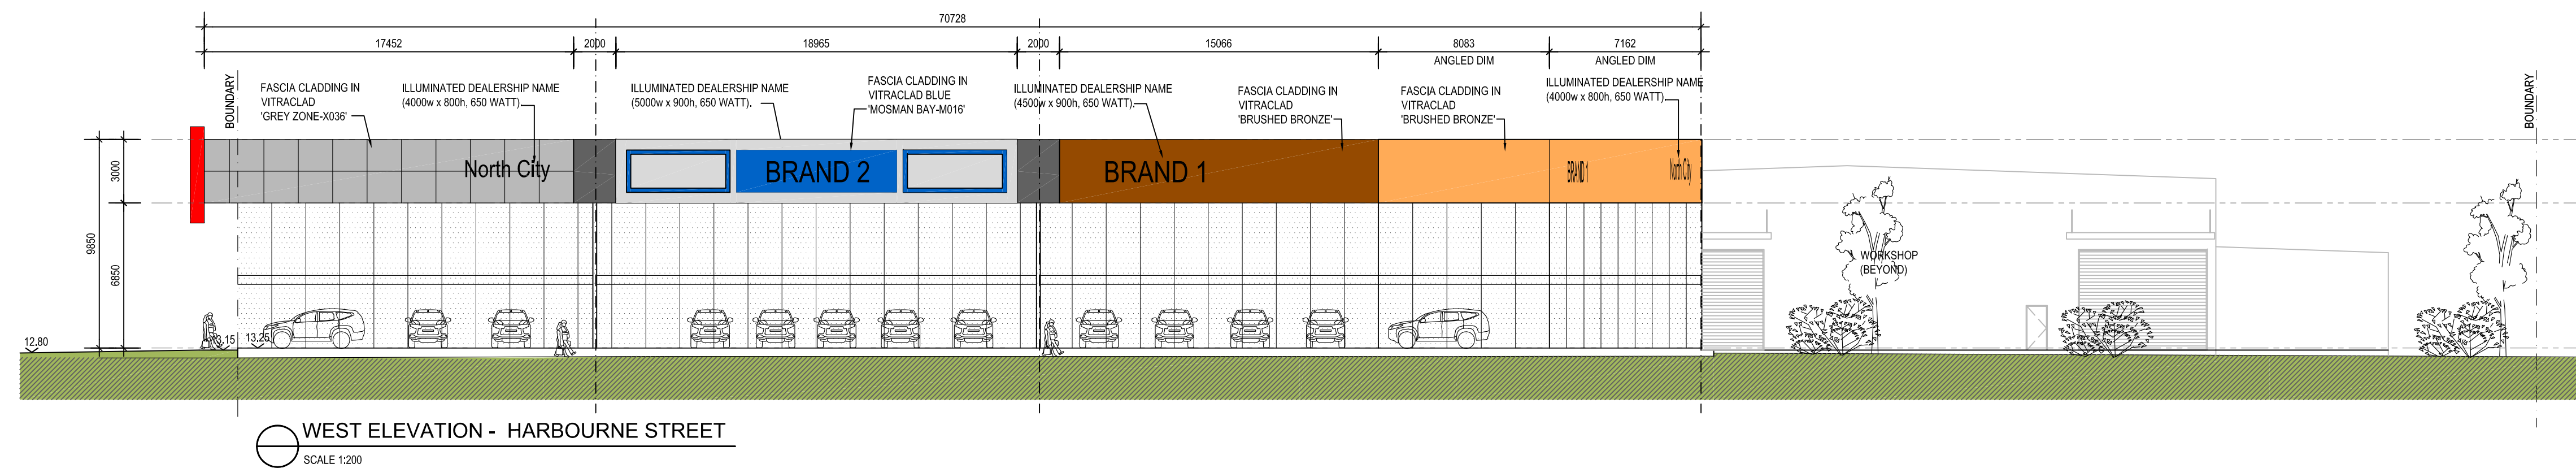 70728
17452
2000
18965
2000
15066
8083
7162
ANGLED DIM
ANGLED DIM
BOUNDARY
FASCIA CLADDING IN
VITRACLAD
'GREY ZONE-X036'
ILLUMINATED DEALERSHIP NAME
(4000w x 800h, 650 WATT).
ILLUMINATED DEALERSHIP NAME
(5000w x 900h, 650 WATT).
FASCIA CLADDING IN
VITRACLAD BLUE
'MOSMAN BAY-M016'
ILLUMINATED DEALERSHIP NAME
(4500w x 900h, 650 WATT).
FASCIA CLADDING IN
VITRACLAD
'BRUSHED BRONZE'
FASCIA CLADDING IN
VITRACLAD
'BRUSHED BRONZE'
ILLUMINATED DEALERSHIP NAME
(4000w x 800h, 650 WATT).
BOUNDARY
3000
9850
6850
North City
BRAND 2
BRAND 1
BRAND 1
North City
WORKSHOP
(BEYOND)
12.80
13.15
13.25
WEST ELEVATION - HARBOURNE STREET
SCALE 1:200